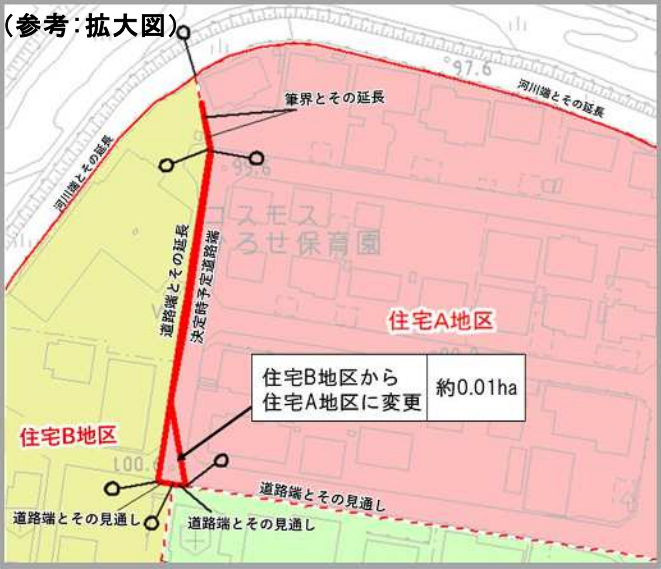 (参考:拡大図)
97.6
河川端とその延長
筆界とその延長
河川端とその延長
99.6
コスモス
ひろせ保育園
道路端とその延長
決定時予定道路端
住宅A地区
住宅B地区から
住宅A地区に変更
約0.01ha
住宅B地区
道路端とその見通し
道路端とその見通し
道路端とその見通し